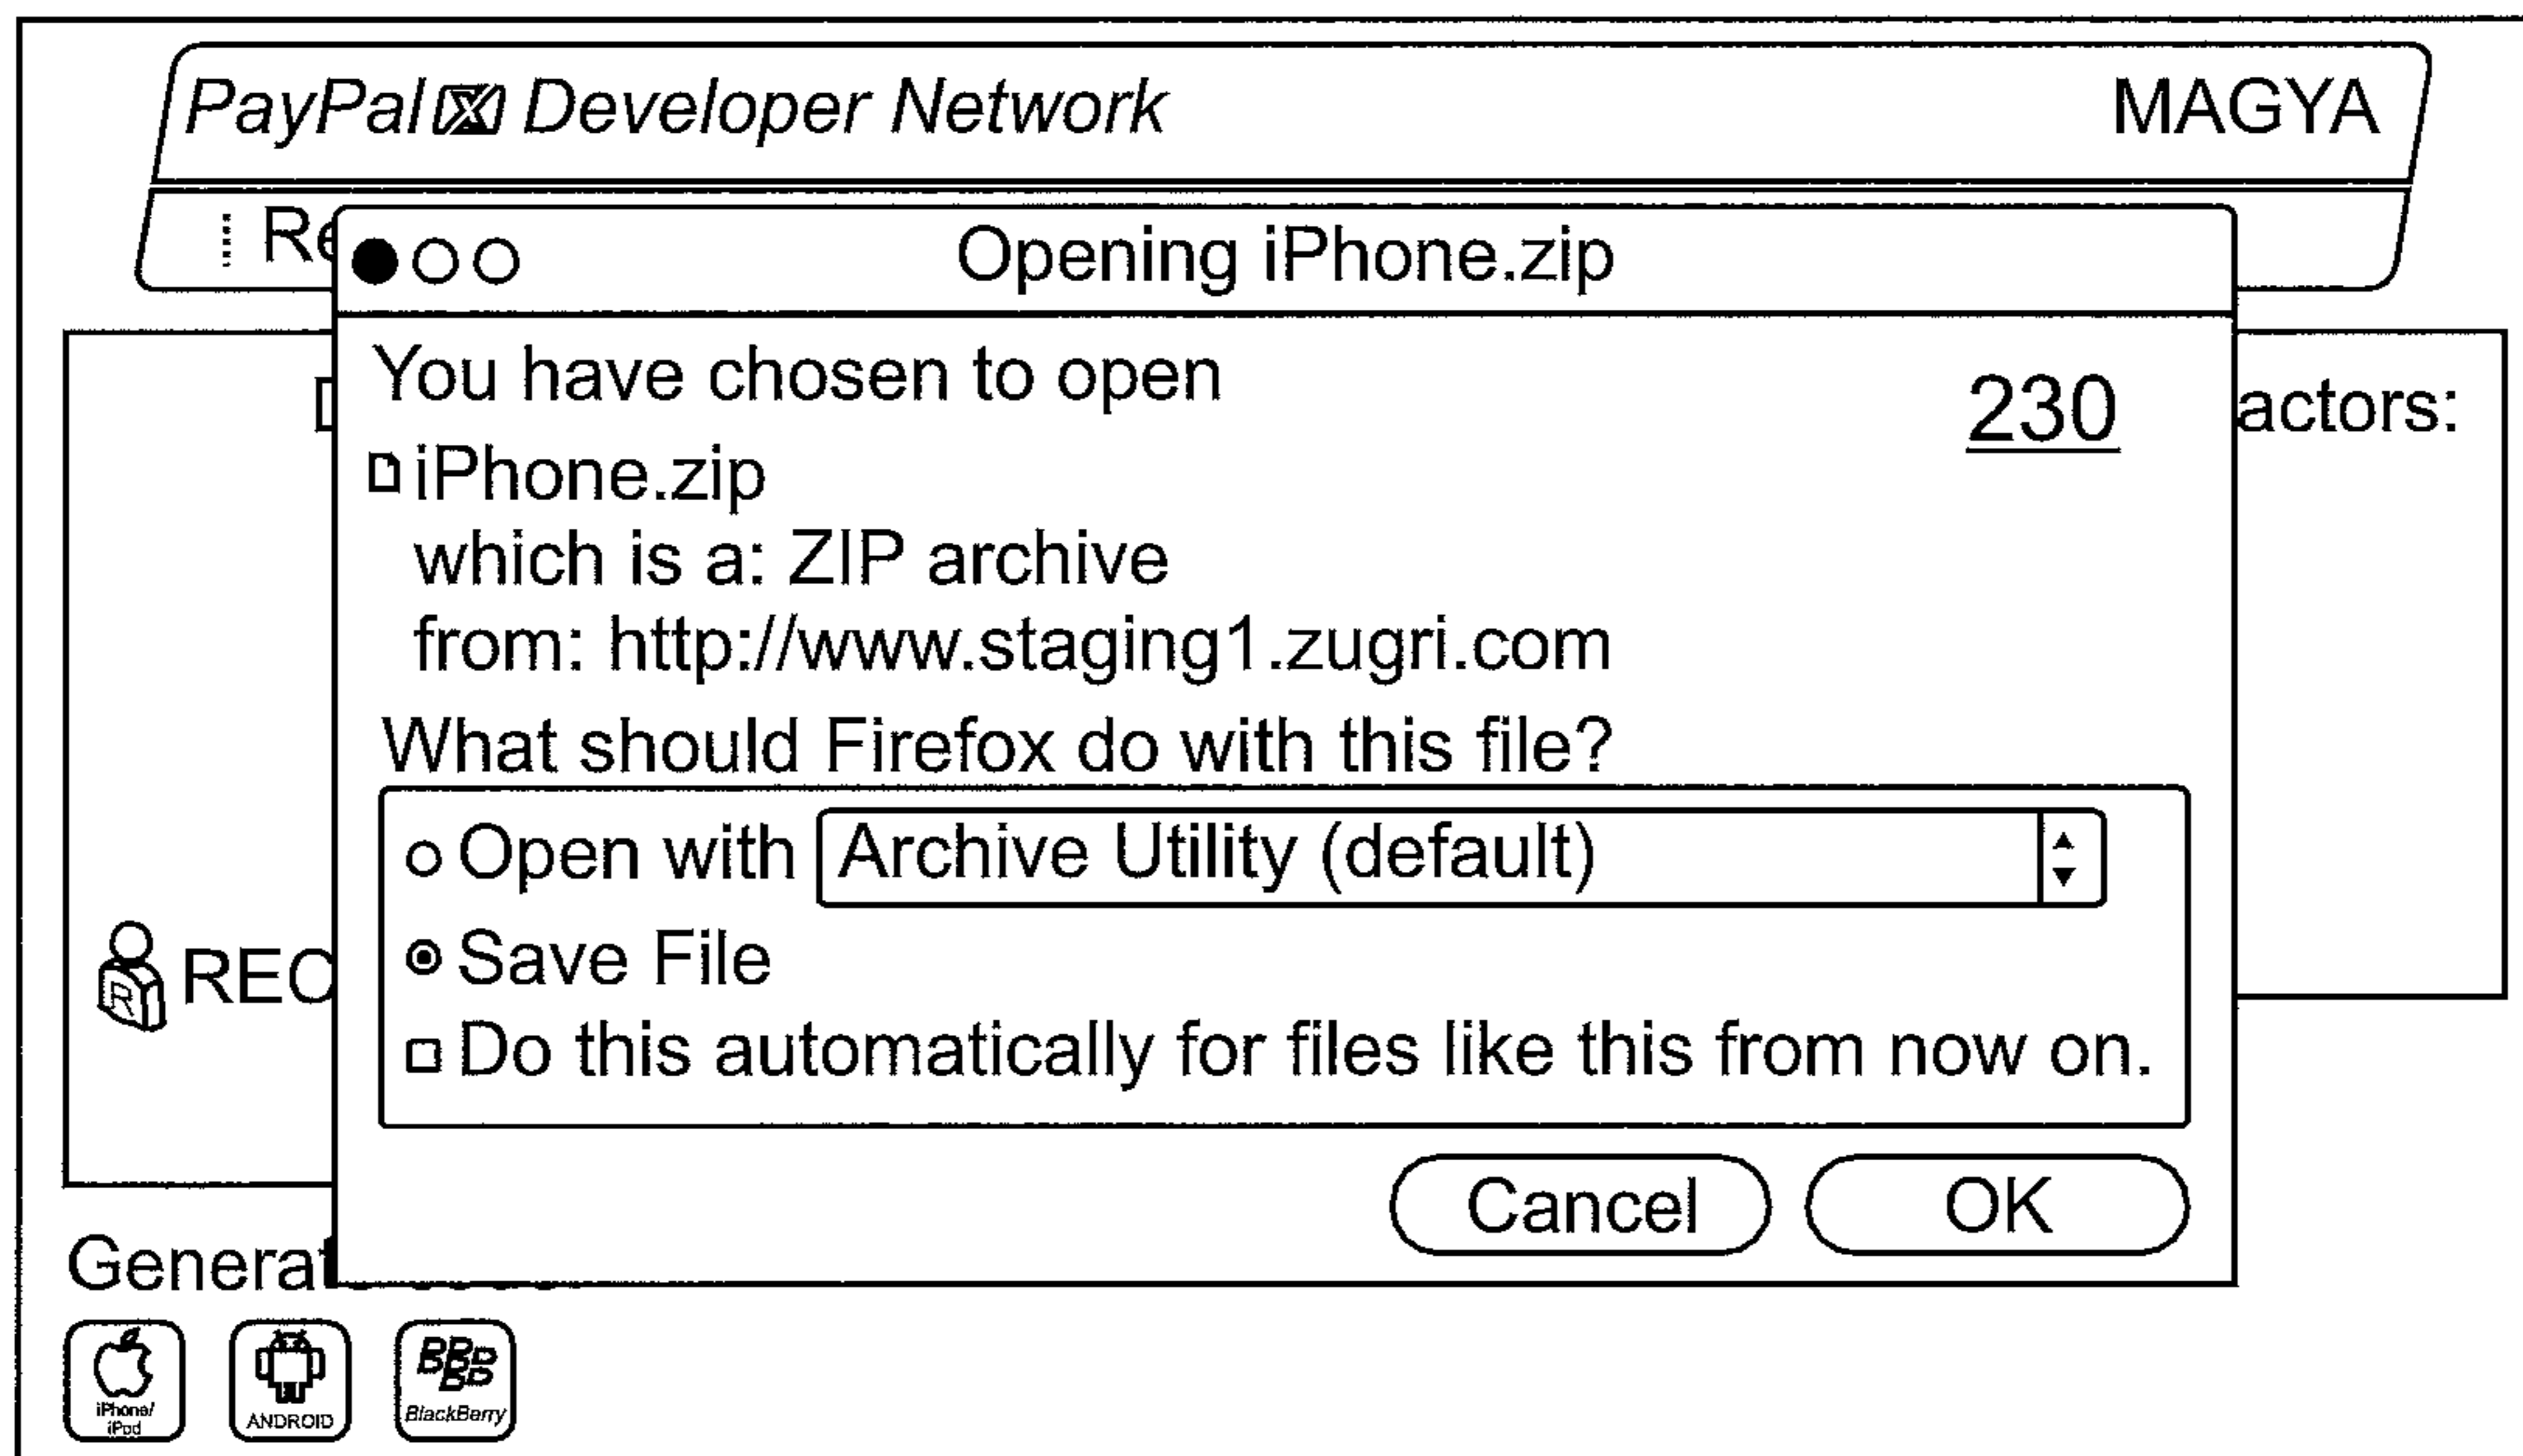 PayPal X Developer Network MAGYA
Re
Opening iPhone.zip
You have chosen to open
230
actors:
iPhone.zip
which is a: ZIP archive
from: http://www.staging1.zugri.com
What should Firefox do with this file?
Open with Archive Utility (default)
Save File
Do this automatically for files like this from now on.
R
REC
Cancel OK
Generat
iPhone/
iPod
ANDROID
BlackBerry